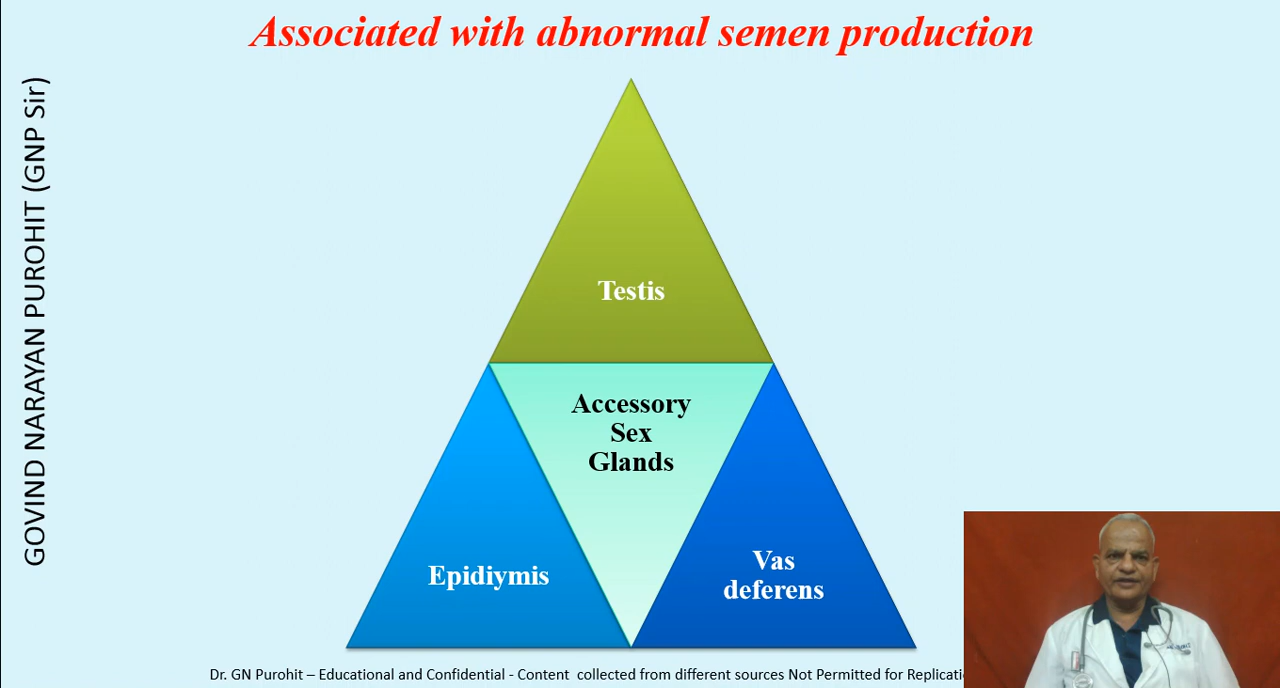 Associated with abnormal semen production
GOVIND NARAYAN PUROHIT (GNP Sir)
Testis
Accessory
Sex
Glands
Epidiymis
Vas
deferens
Dr. GN Purohit – Educational and Confidential - Content collected from different sources Not Permitted for